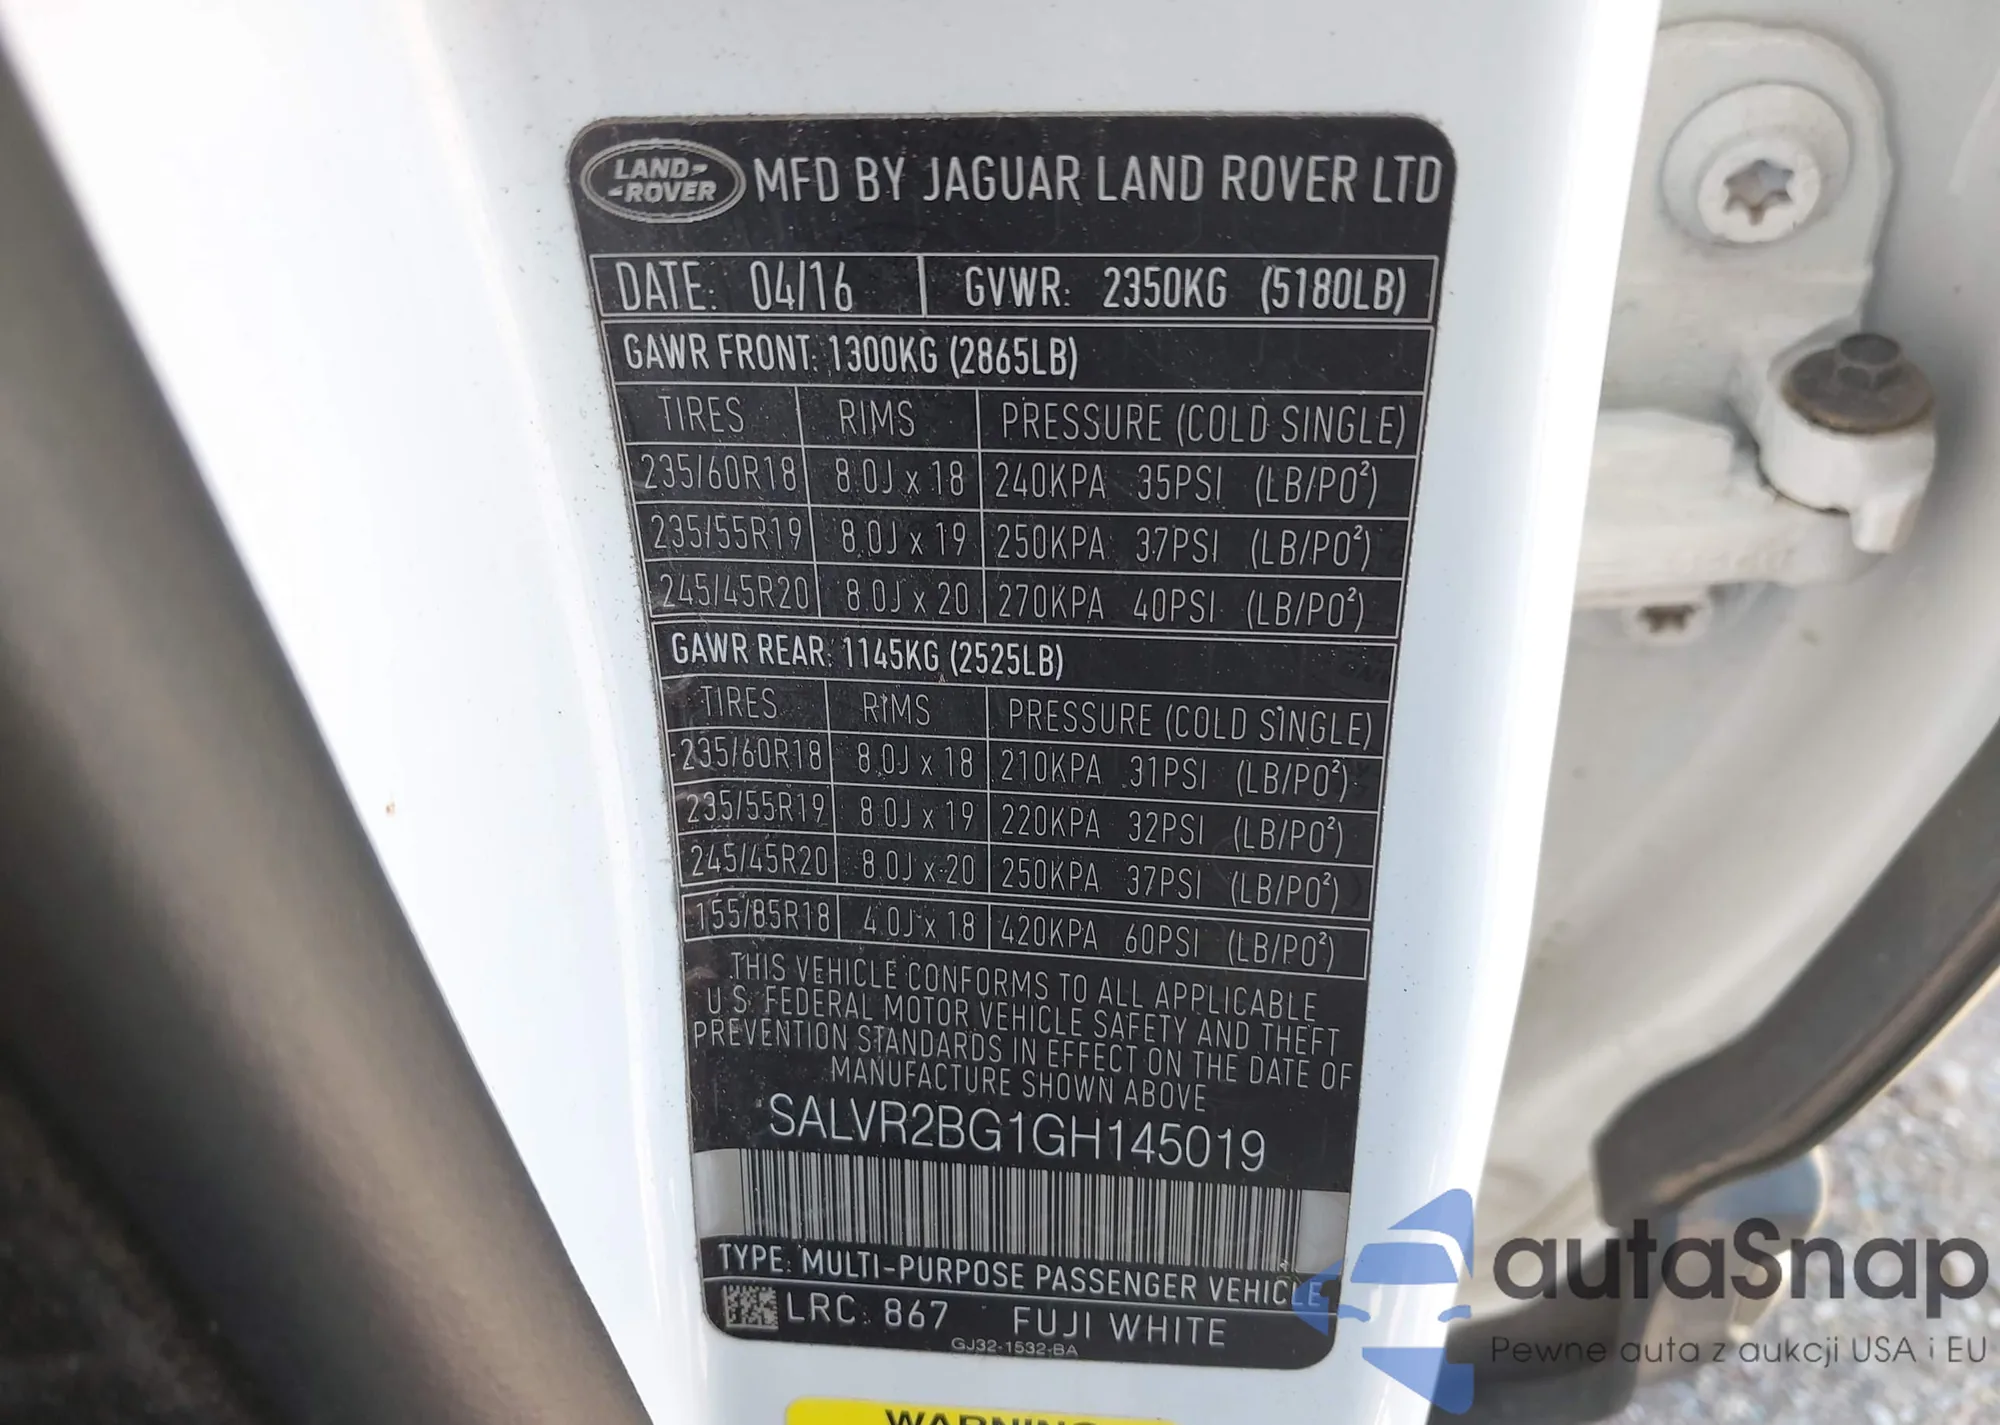 LAND-
-ROVER
MFD BY JAGUAR LAND ROVER LTD
DATE: 04/16 GVWR: 2350KG (5180LB)
GAWR FRONT: 1300KG (2865LB)
TIRES RIMS PRESSURE (COLD SINGLE)
235/60R18 8.0J x 18 240KPA 35PSI (LB/PO²)
235/55R19 8.0J x 19 250KPA 37PSI (LB/PO²)
245/45R20 8.0J x 20 270KPA 40PSI (LB/PO²)
GAWR REAR: 1145KG (2525LB)
TIRES RIMS PRESSURE (COLD SINGLE)
235/60R18 8.0J x 18 210KPA 31PSI (LB/PO²)
235/55R19 8.0J x 19 220KPA 32PSI (LB/PO²)
245/45R20 8.0J x 20 250KPA 37PSI (LB/PO²)
155/85R18 4.0J x 18 420KPA 60PSI (LB/PO²)
THIS VEHICLE CONFORMS TO ALL APPLICABLE
U.S. FEDERAL MOTOR VEHICLE SAFETY AND THEFT
PREVENTION STANDARDS IN EFFECT ON THE DATE OF
MANUFACTURE SHOWN ABOVE
SALVR2BG1GH145019
TYPE: MULTI-PURPOSE PASSENGER VEHICLE
LRC: 867 FUJI WHITE
GJ32-1532-BA
WARNING
autaSnap
Pewne auta z aukcji USA i EU